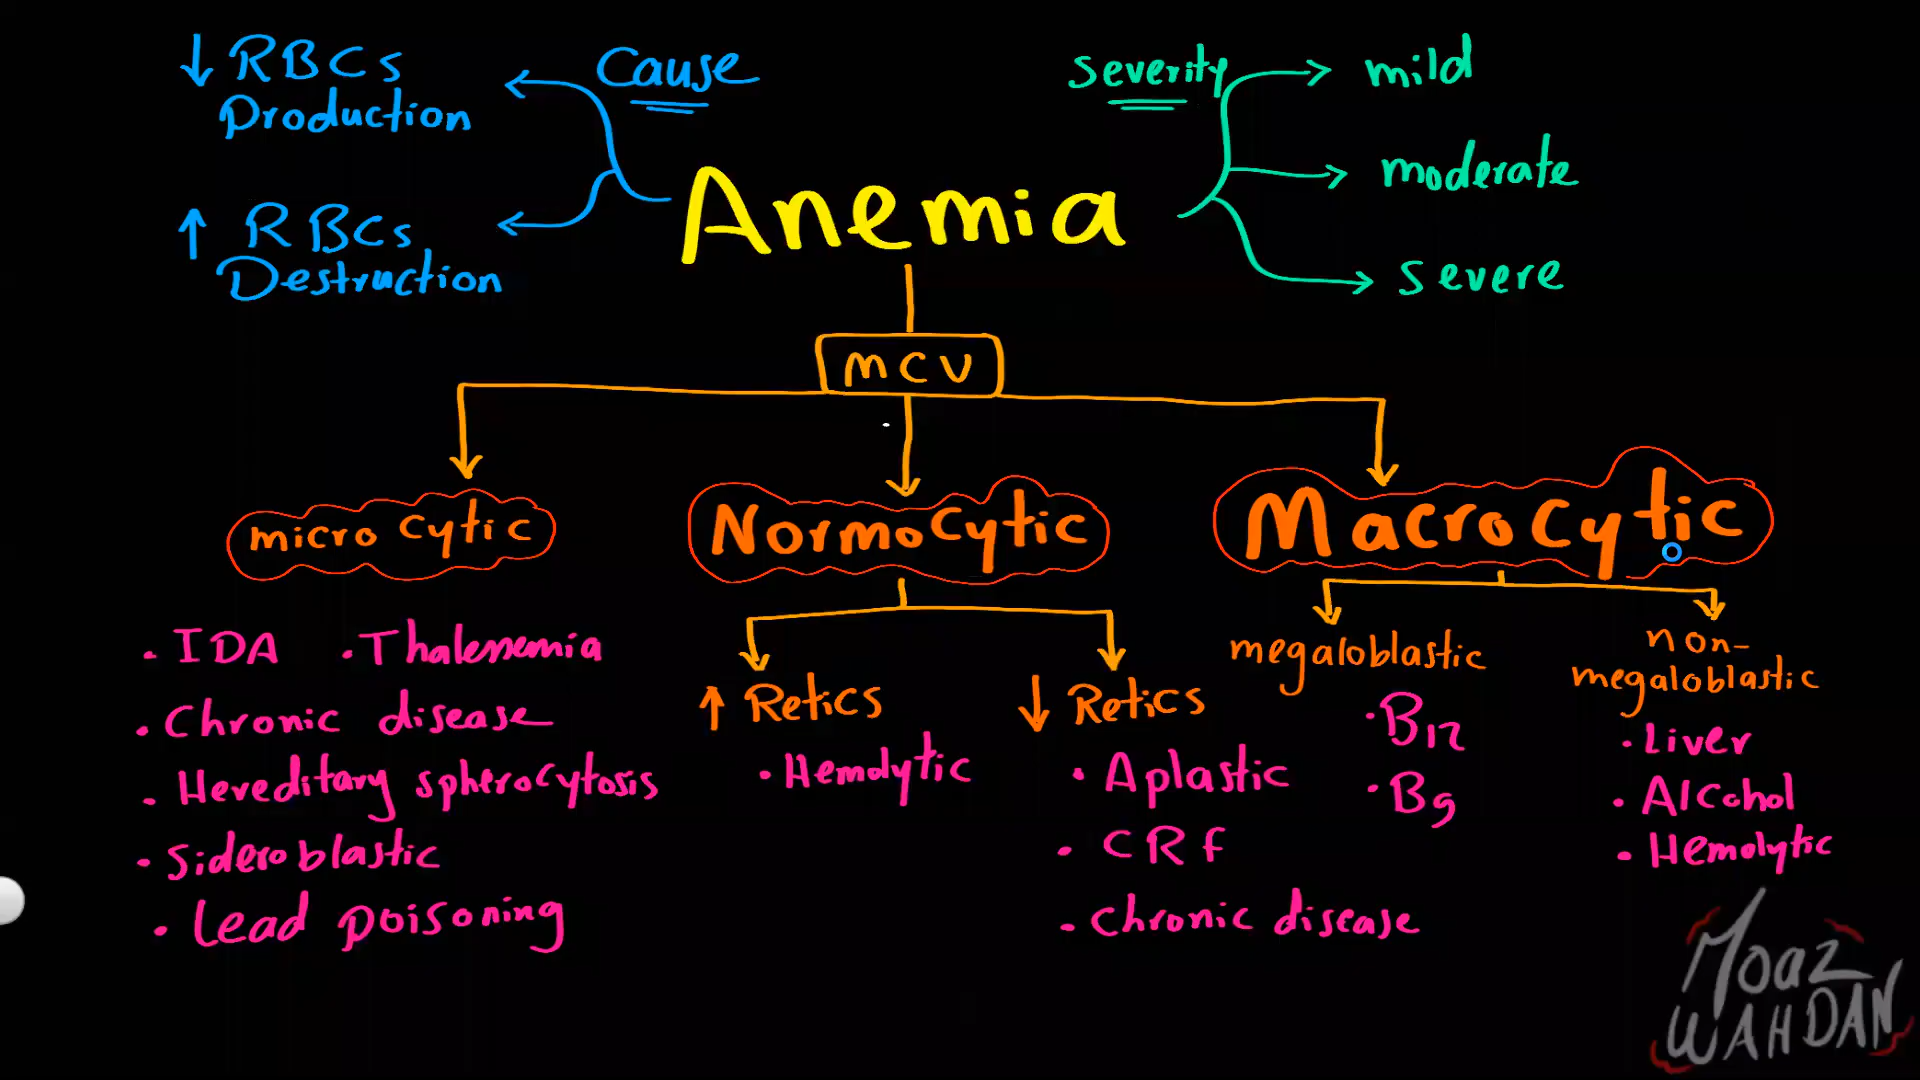 Cause
↓ RBCs
Production
↑ RBCs
Destruction
Severity
mild
moderate
severe
Anemia
MCV
microcytic
Normocytic
Macrocytic
• IDA • Thalessemia
• Chronic disease
• Hereditary spherocytosis
• Sideroblastic
• Lead poisoning
↑ Retics
• Hemolytic
↓ Retics
• Aplastic
• CRF
• Chronic disease
megaloblastic
• B12
• B9
non-
megaloblastic
• Liver
• Alcohol
• Hemolytic
MOAZ
WAHDAN